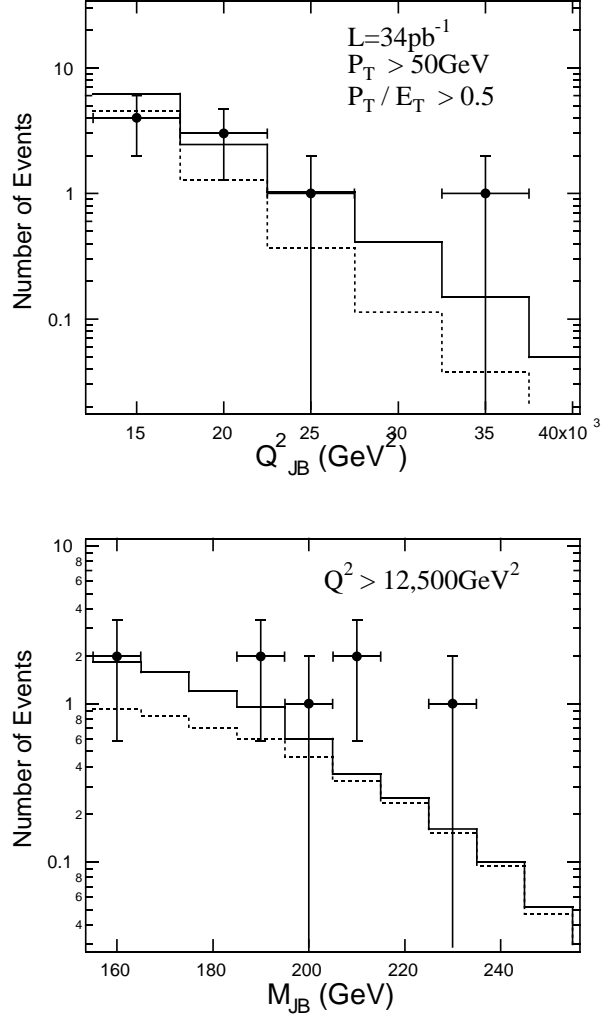 L=34pb⁻¹
P_T > 50GeV
P_T / E_T > 0.5
Number of Events
10
1
0.1
15 20 25 30 35 40x10³
Q²_JB (GeV²)
Q² > 12,500GeV²
Number of Events
10
8
6
4
2
1
8
6
4
2
0.1
8
6
4
160 180 200 220 240
M_JB (GeV)